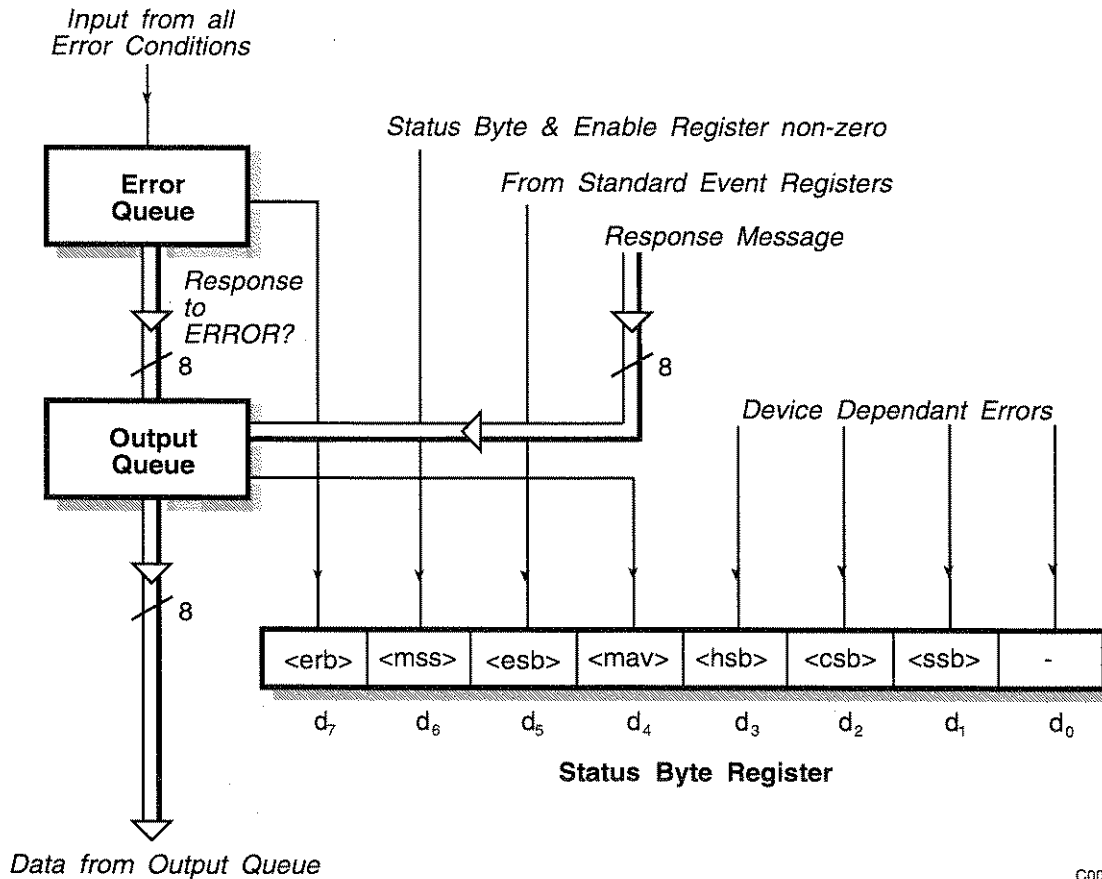 Input from all
Error Conditions
Status Byte & Enable Register non-zero
From Standard Event Registers
Response Message
Error
Queue
Response
to
ERROR?
8
8
Device Dependant Errors
Output
Queue
8
<erb> <mss> <esb> <mav> <hsb> <csb> <ssb> -
d₇ d₆ d₅ d₄ d₃ d₂ d₁ d₀
Status Byte Register
Data from Output Queue